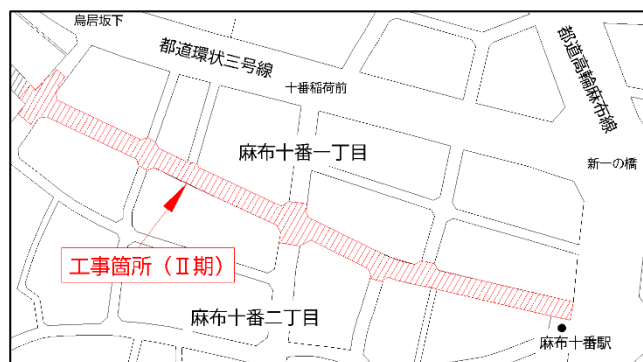 鳥居坂下
都道環状三号線
十番稲荷前
都道高輪麻布線
麻布十番一丁目
新一の橋
工事箇所（Ⅱ期）
麻布十番二丁目
麻布十番駅